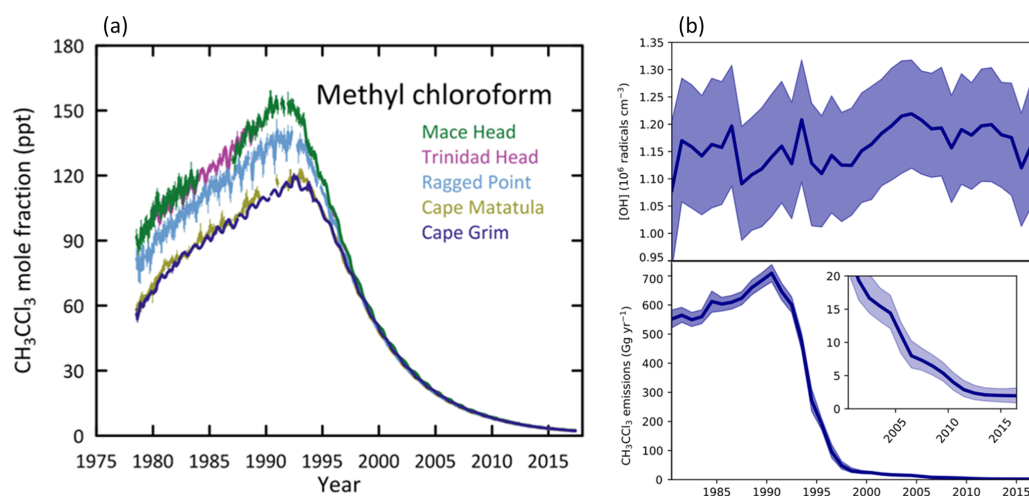 (a)
Methyl chloroform
Mace Head
Trinidad Head
Ragged Point
Cape Matatula
Cape Grim
CH₃CCl₃ mole fraction (ppt)
180
150
120
90
60
30
0
1975 1980 1985 1990 1995 2000 2005 2010 2015
Year
(b)
[OH] (10⁶ radicals cm⁻³)
1.35
1.30
1.25
1.20
1.15
1.10
1.05
1.00
0.95
CH₃CCl₃ emissions (Gg yr⁻¹)
700
600
500
400
300
200
100
0
20
15
10
5
0
2005 2010 2015
1985 1990 1995 2000 2005 2010 2015